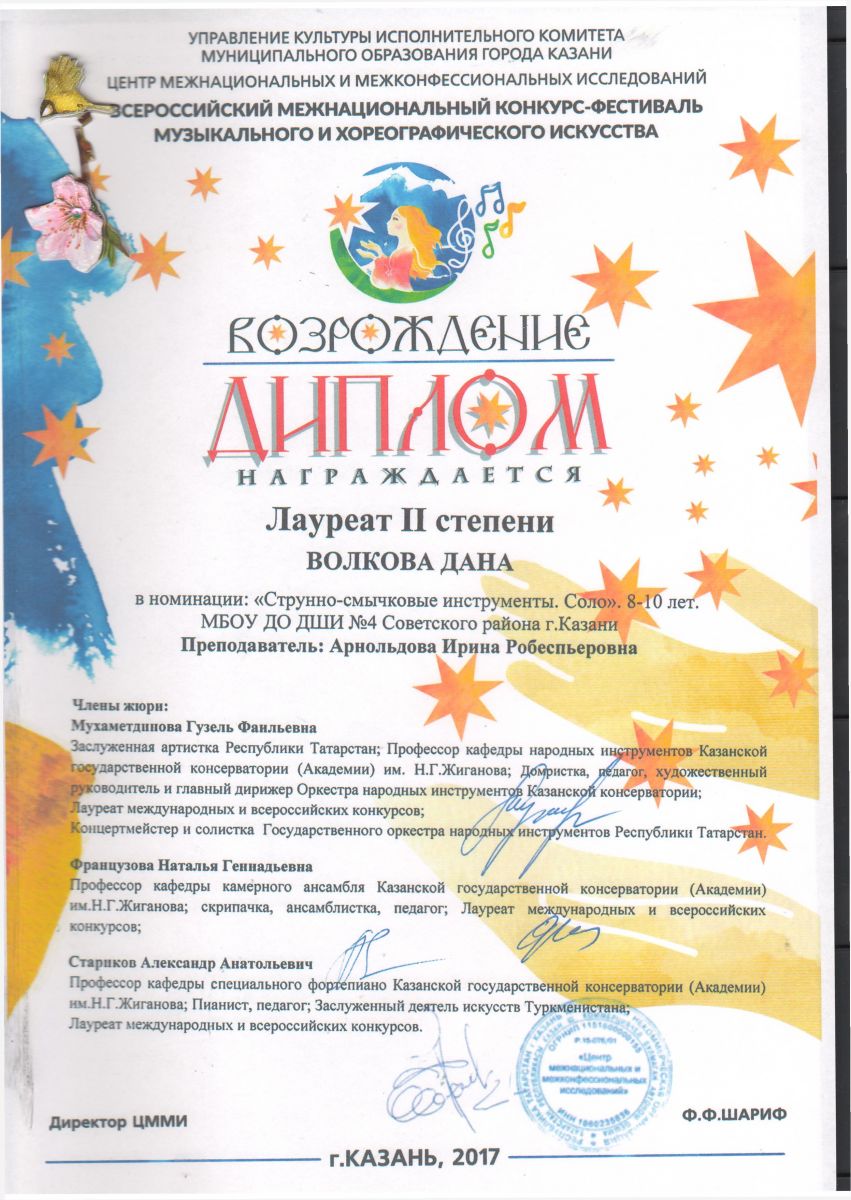 УПРАВЛЕНИЕ КУЛЬТУРЫ ИСПОЛНИТЕЛЬНОГО КОМИТЕТА
МУНИЦИПАЛЬНОГО ОБРАЗОВАНИЯ ГОРОДА КАЗАНИ
ЦЕНТР МЕЖНАЦИОНАЛЬНЫХ И МЕЖКОНФЕССИОНАЛЬНЫХ ИССЛЕДОВАНИЙ
ВСЕРОССИЙСКИЙ МЕЖНАЦИОНАЛЬНЫЙ КОНКУРС-ФЕСТИВАЛЬ
МУЗЫКАЛЬНОГО И ХОРЕОГРАФИЧЕСКОГО ИСКУССТВА
ВОЗРОЖДЕНИЕ
ДИПЛОМ
НАГРАЖДАЕТСЯ
Лауреат II степени
ВОЛКОВА ДАНА
в номинации: «Струнно-смычковые инструменты. Соло». 8-10 лет.
МБОУ ДО ДШИ №4 Советского района г.Казани
Преподаватель: Арнольдова Ирина Робеспьеровна
Члены жюри:
Мухаметдинова Гузель Фаильевна
Заслуженная артистка Республики Татарстан; Профессор кафедры народных инструментов Казанской
государственной консерватории (Академии) им. Н.Г.Жиганова; Домристка, педагог, художественный
руководитель и главный дирижер Оркестра народных инструментов Казанской консерватории;
Лауреат международных и всероссийских конкурсов;
Концертмейстер и солистка Государственного оркестра народных инструментов Республики Татарстан.
Французова Наталья Геннадьевна
Профессор кафедры камерного ансамбля Казанской государственной консерватории (Академии)
им.Н.Г.Жиганова; скрипачка, ансамблистка, педагог; Лауреат международных и всероссийских
конкурсов;
Стариков Александр Анатольевич
Профессор кафедры специального фортепиано Казанской государственной консерватории (Академии)
им.Н.Г.Жиганова; Пианист, педагог; Заслуженный деятель искусств Туркменистана;
Лауреат международных и всероссийских конкурсов.
«Центр
межнациональных и
межконфессиональных
исследований»
Директор ЦММИ
Ф.Ф.ШАРИФ
г.КАЗАНЬ, 2017